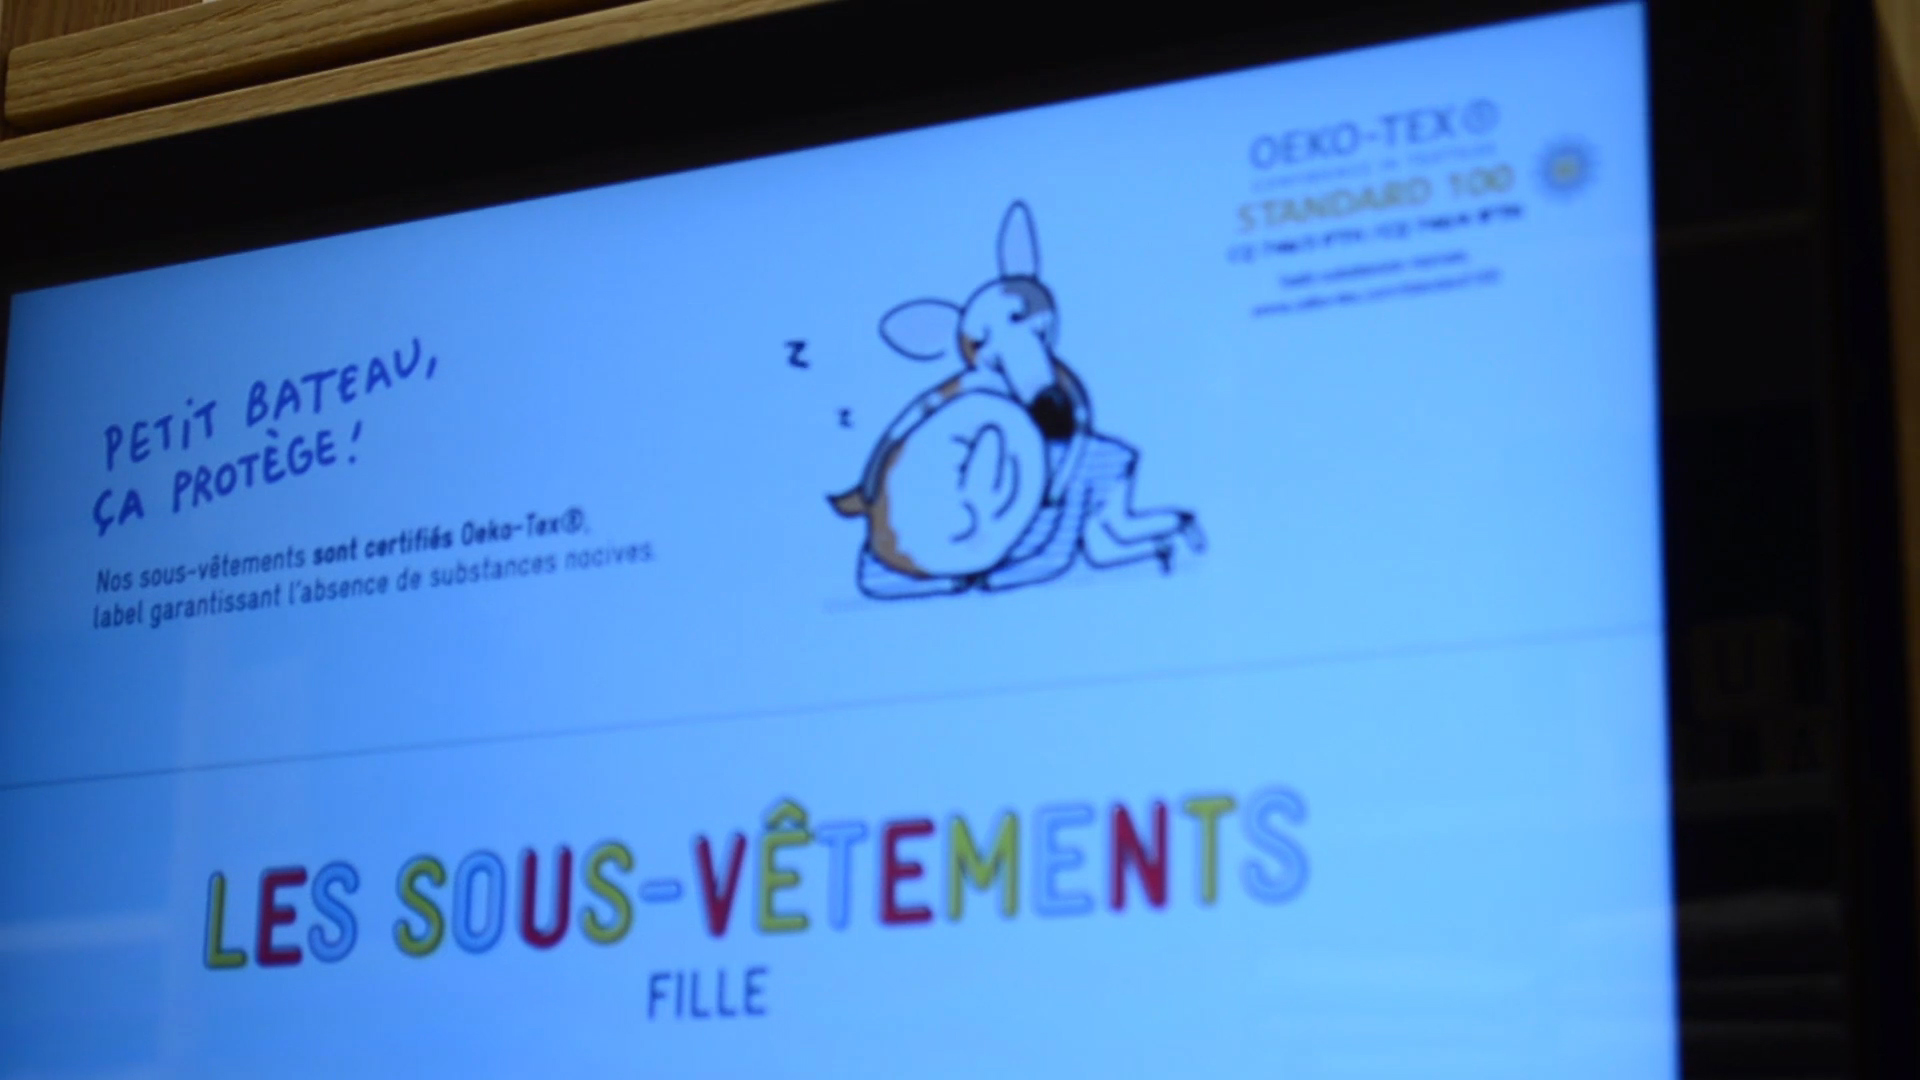 OEKO-TEX®
STANDARD 100
PETIT BATEAU,
ÇA PROTÈGE!
Nos sous-vêtements sont certifiés Oeko-Tex®,
label garantissant l'absence de substances nocives.
z
z
LES SOUS-VÊTEMENTS
FILLE